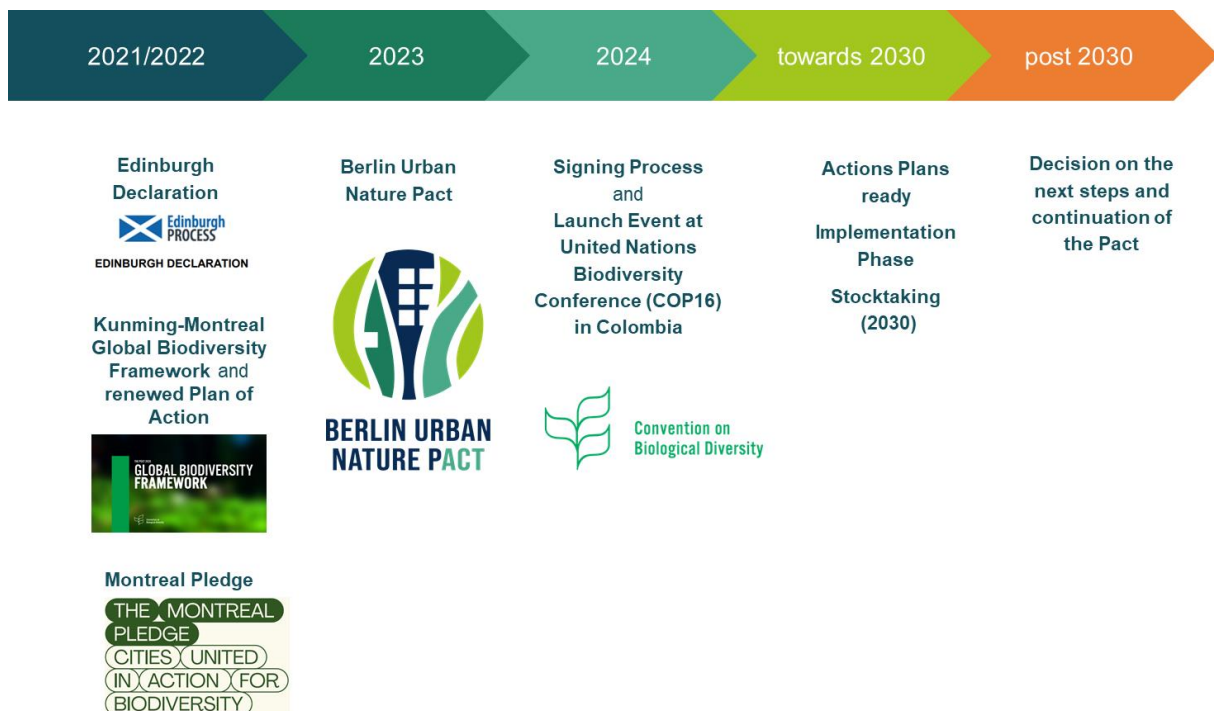 2021/2022
2023
2024
towards 2030
post 2030
Edinburgh
Declaration
Edinburgh
PROCESS
EDINBURGH DECLARATION
Kunming-Montreal
Global Biodiversity
Framework and
renewed Plan of
Action
GLOBAL BIODIVERSITY
FRAMEWORK
Montreal Pledge
THE MONTREAL
PLEDGE
CITIES UNITED
IN ACTION FOR
BIODIVERSITY
Berlin Urban
Nature Pact
BERLIN URBAN
NATURE PACT
Signing Process
and
Launch Event at
United Nations
Biodiversity
Conference (COP16)
in Colombia
Convention on
Biological Diversity
Actions Plans
ready
Implementation
Phase
Stocktaking
(2030)
Decision on the
next steps and
continuation of
the Pact